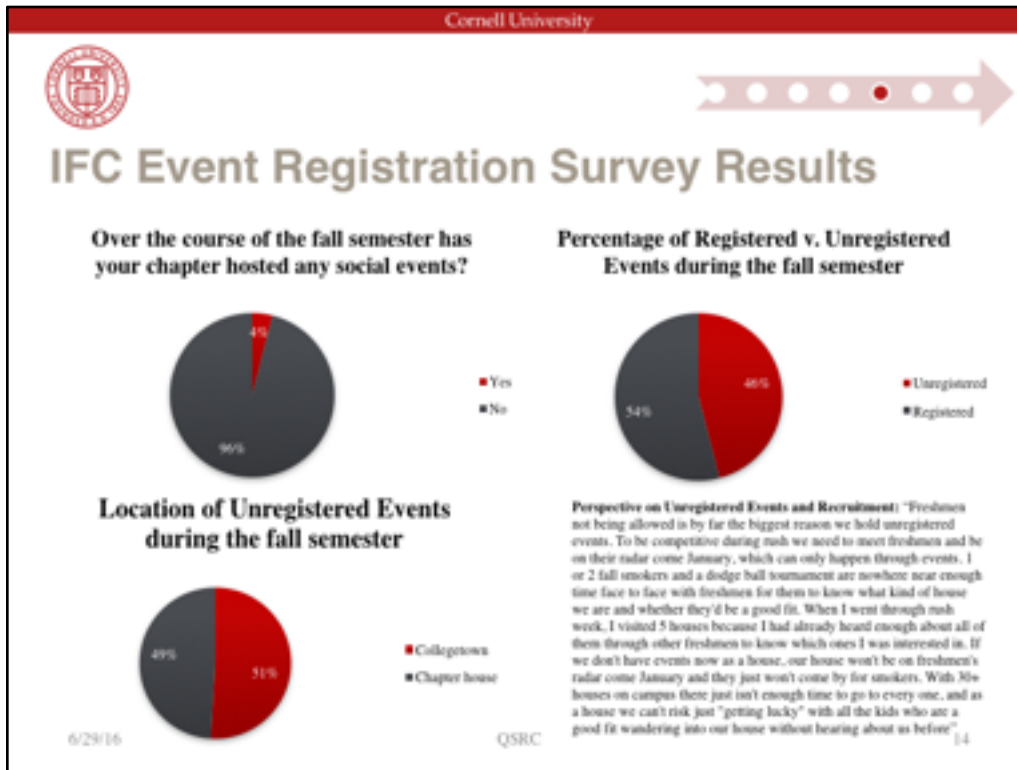 Cornell University
IFC Event Registration Survey Results
Over the course of the fall semester has
your chapter hosted any social events?
4%
96%
Yes
No
Percentage of Registered v. Unregistered
Events during the fall semester
46%
54%
Unregistered
Registered
Location of Unregistered Events
during the fall semester
49%
51%
Collegetown
Chapter house
Perspective on Unregistered Events and Recruitment: "Freshmen
not being allowed is by far the biggest reason we hold unregistered
events. To be competitive during rush we need to meet freshmen and be
on their radar come January, which can only happen through events. 1
or 2 fall smokers and a dodge ball tournament are nowhere near enough
time face to face with freshmen for them to know what kind of house
we are and whether they'd be a good fit. When I went through rush
week, I visited 5 houses because I had already heard enough about all of
them through other freshmen to know which ones I was interested in. If
we don't have events now as a house, our house won't be on freshmen's
radar come January and they just won't come by for smokers. With 30+
houses on campus there just isn't enough time to go to every one, and as
a house we can't risk just "getting lucky" with all the kids who are a
good fit wandering into our house without hearing about us before"
6/29/16
QSRC
14